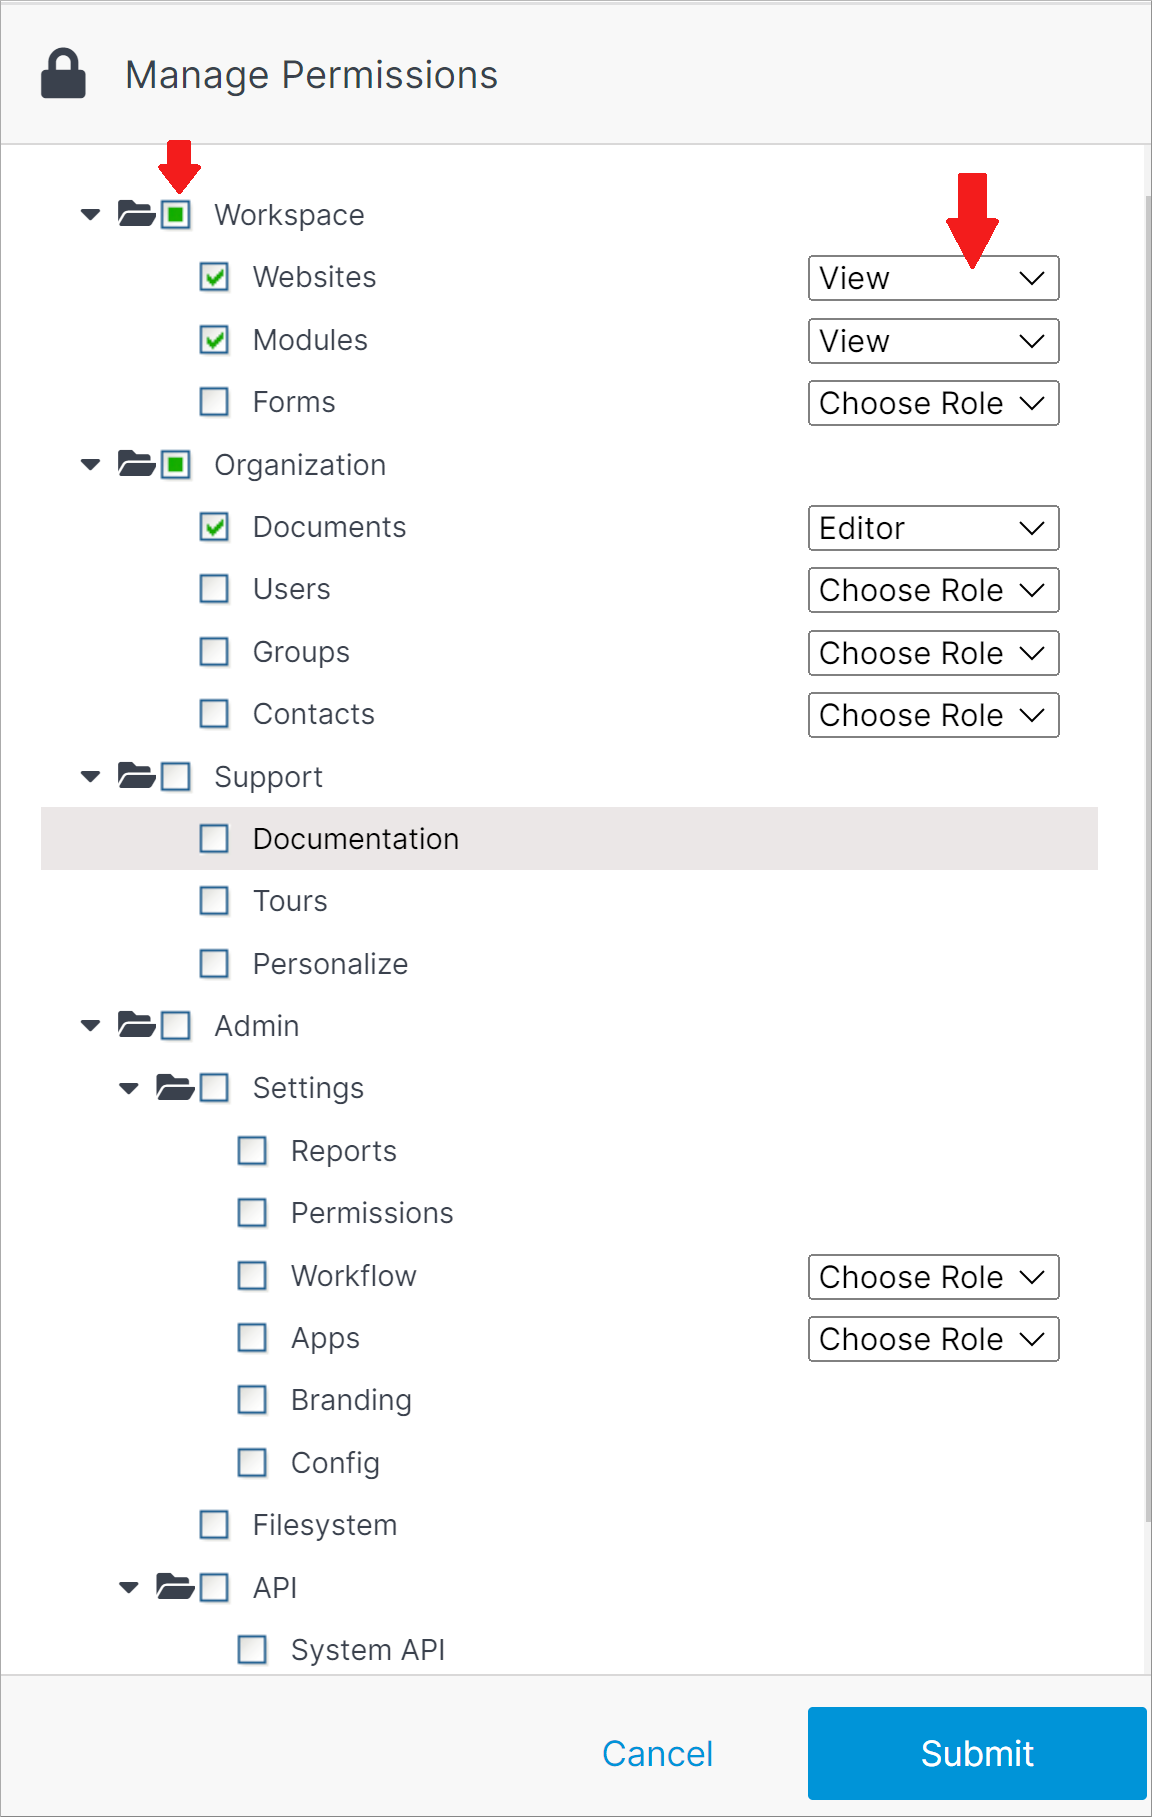 Manage Permissions
Workspace
Websites View
Modules View
Forms Choose Role
Organization
Documents Editor
Users Choose Role
Groups Choose Role
Contacts Choose Role
Support
Documentation
Tours
Personalize
Admin
Settings
Reports
Permissions
Workflow Choose Role
Apps Choose Role
Branding
Config
Filesystem
API
System API
Cancel Submit